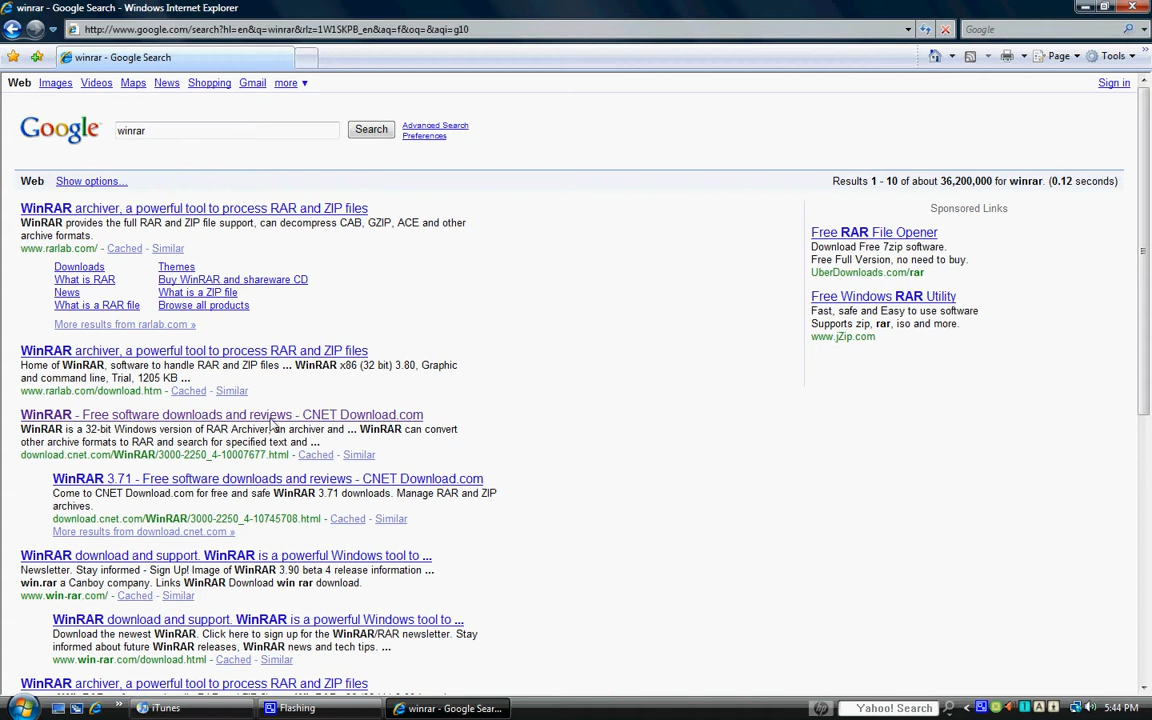 winrar - Google Search - Windows Internet Explorer
http://www.google.com/search?hl=en&q=winrar&rlz=1W1SKPB_en&aq=f&oq=&aqi=g10
Google
winrar - Google Search
Page
Tools
Web Images Videos Maps News Shopping Gmail more ▼
Sign in
Google
winrar
Search
Advanced Search
Preferences
Web Show options...
Results 1 - 10 of about 36,200,000 for winrar. (0.12 seconds)
WinRAR archiver, a powerful tool to process RAR and ZIP files
WinRAR provides the full RAR and ZIP file support, can decompress CAB, GZIP, ACE and other
archive formats.
www.rarlab.com/ - Cached - Similar
Downloads Themes
What is RAR Buy WinRAR and shareware CD
News What is a ZIP file
What is a RAR file Browse all products
More results from rarlab.com »
WinRAR archiver, a powerful tool to process RAR and ZIP files
Home of WinRAR, software to handle RAR and ZIP files ... WinRAR x86 (32 bit) 3.80, Graphic
and command line, Trial, 1205 KB ...
www.rarlab.com/download.htm - Cached - Similar
WinRAR - Free software downloads and reviews - CNET Download.com
WinRAR is a 32-bit Windows version of RAR Archiver, an archiver and ... WinRAR can convert
other archive formats to RAR and search for specified text and ...
download.cnet.com/WinRAR/3000-2250_4-10007677.html - Cached - Similar
WinRAR 3.71 - Free software downloads and reviews - CNET Download.com
Come to CNET Download.com for free and safe WinRAR 3.71 downloads. Manage RAR and ZIP
archives.
download.cnet.com/WinRAR/3000-2250_4-10745708.html - Cached - Similar
More results from download.cnet.com »
WinRAR download and support. WinRAR is a powerful Windows tool to ...
Newsletter. Stay informed - Sign Up! Image of WinRAR 3.90 beta 4 release information ...
win.rar a Canboy company. Links WinRAR Download win rar download.
www.win-rar.com/ - Cached - Similar
WinRAR download and support. WinRAR is a powerful Windows tool to ...
Download the newest WinRAR. Click here to sign up for the WinRAR/RAR newsletter. Stay
informed about future WinRAR releases, WinRAR news and tech tips. ...
www.win-rar.com/download.html - Cached - Similar
WinRAR archiver, a powerful tool to process RAR and ZIP files
Sponsored Links
Free RAR File Opener
Download Free 7zip software.
Free Full Version, no need to buy.
UberDownloads.com/rar
Free Windows RAR Utility
Fast, safe and Easy to use software
Supports zip, rar, iso and more.
www.jZip.com
iTunes
Flashing
winrar - Google Sear...
Yahoo! Search
5:44 PM